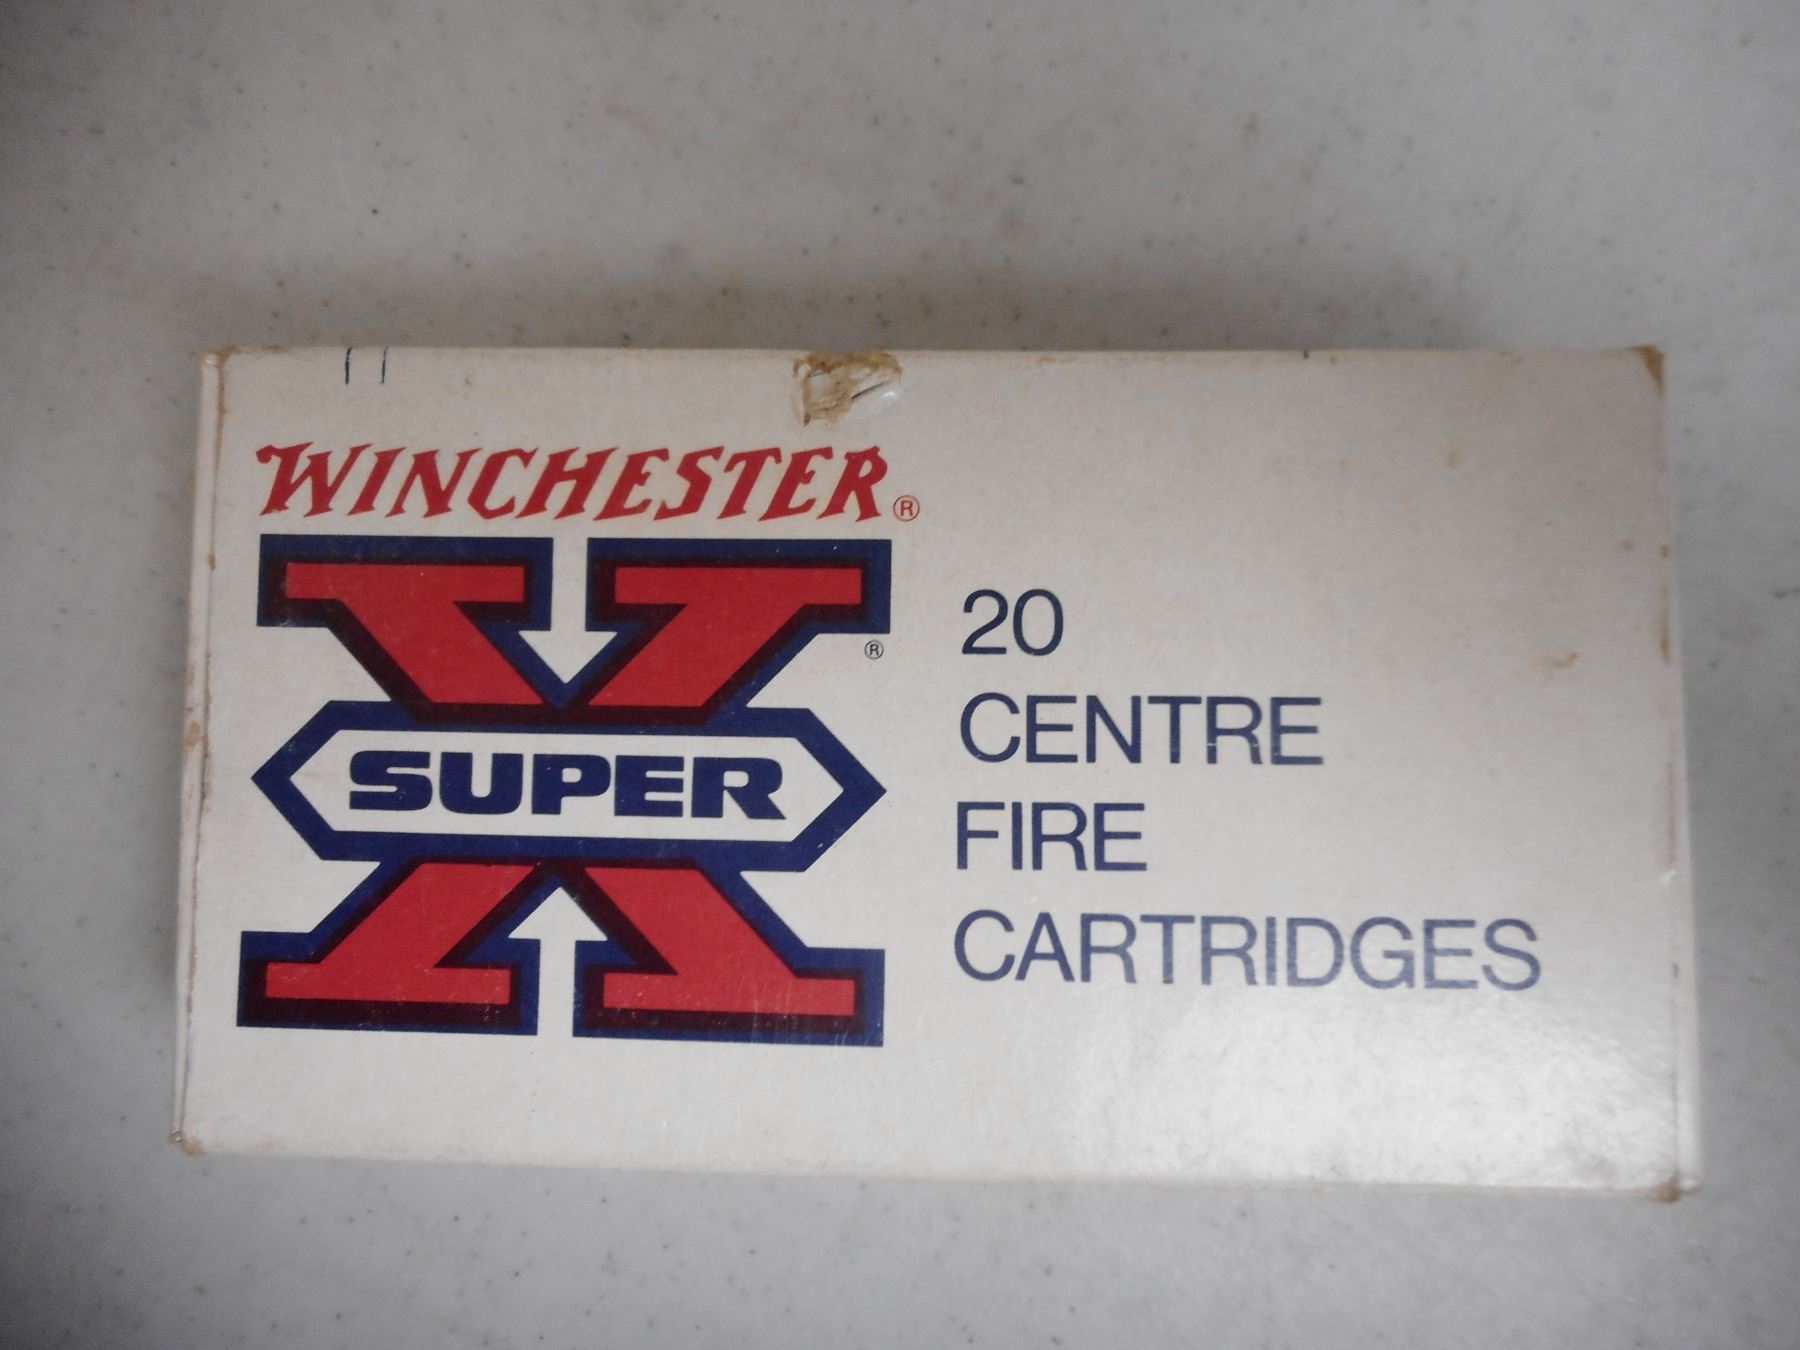 WINCHESTER®
®
SUPER X
20
CENTRE
FIRE
CARTRIDGES